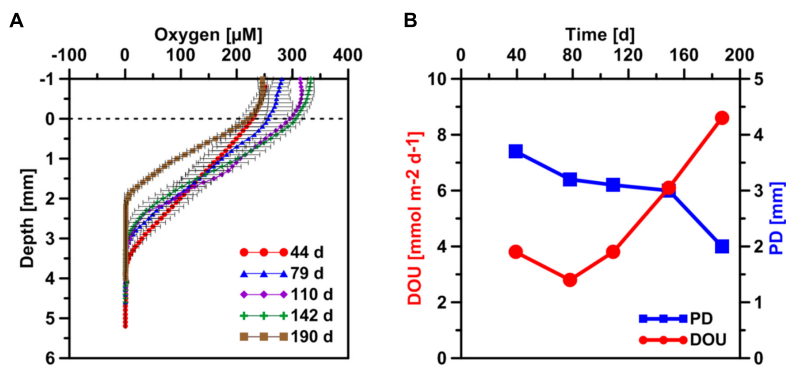 A
Oxygen [µM]
-100 0 100 200 300 400
-1
0
1
2
3
4
5
6
Depth [mm]
44 d
79 d
110 d
142 d
190 d
B
Time [d]
0 40 80 120 160 200
10
8
6
4
2
0
DOU [mmol m-2 d-1]
5
4
3
2
1
0
PD [mm]
PD
DOU